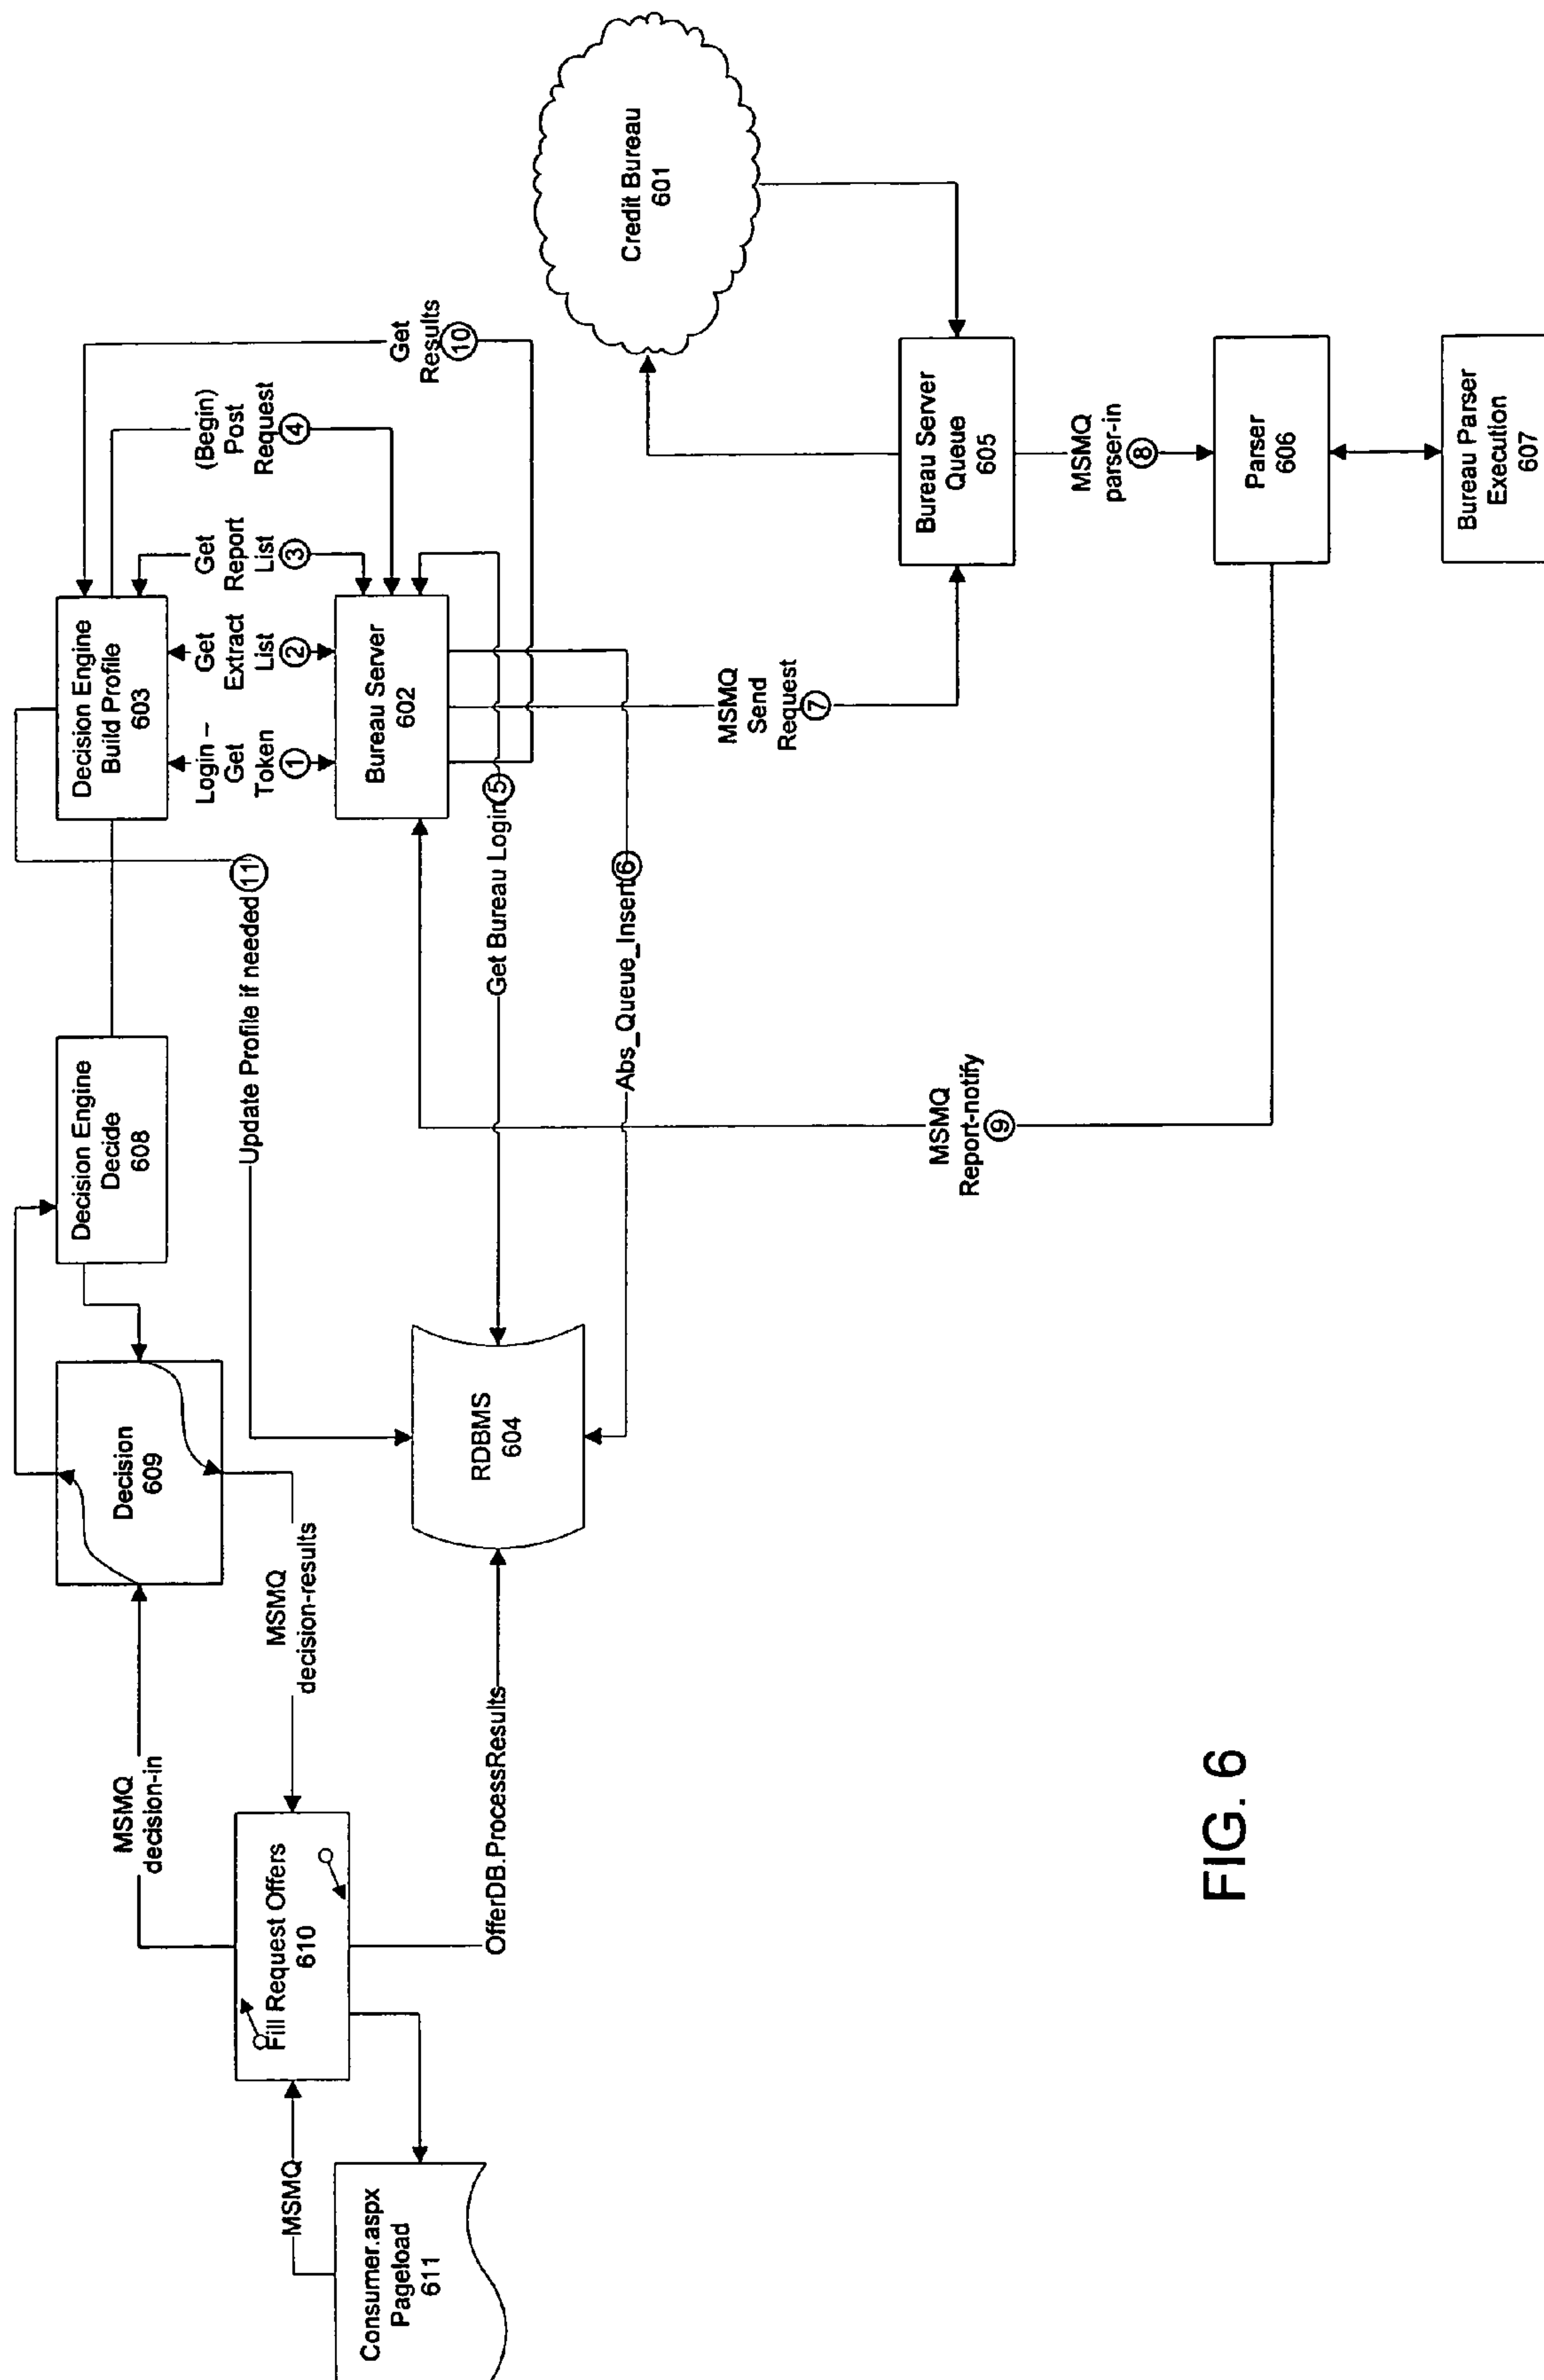 Consumer.aspx
Pageload
611
MSMQ
Fill Request Offers
610
MSMQ
decision-in
MSMQ
decision-results
OfferDB.ProcessResults
Decision
609
RDBMS
604
Decision Engine
Decide
608
Update Profile if needed
11
Get Bureau Login
5
Abs_Queue_Insert
6
MSMQ
Report-notify
9
Decision Engine
Build Profile
603
Login –
Get
Token
1
Get
Extract
List
2
Get
Report
List
3
(Begin)
Post
Request
4
Get
Results
10
Bureau Server
602
MSMQ
Send
Request
7
Credit Bureau
601
Bureau Server
Queue
605
MSMQ
parser-in
8
Parser
606
Bureau Parser
Execution
607
FIG. 6